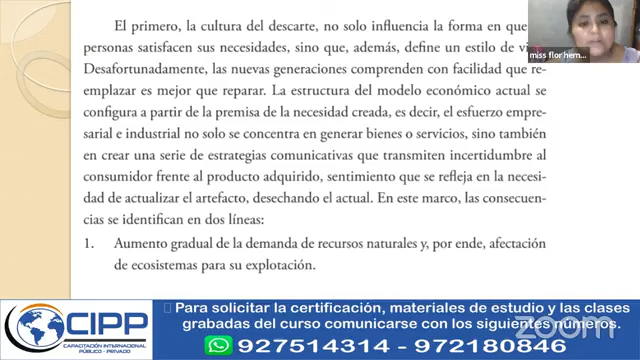 El primero, la cultura del descarte, no solo influencia la forma en que
personas satisfacen sus necesidades, sino que, además, define un estilo de
Desafortunadamente, las nuevas generaciones comprenden con facilidad que re-
emplazar es mejor que reparar. La estructura del modelo económico actual se
configura a partir de la premisa de la necesidad creada, es decir, el esfuerzo empre-
sarial e industrial no solo se concentra en generar bienes o servicios, sino también
en crear una serie de estrategias comunicativas que transmiten incertidumbre al
consumidor frente al producto adquirido, sentimiento que se refleja en la necesi-
dad de actualizar el artefacto, desechando el actual. En este marco, las consecuen-
cias se identifican en dos líneas:
1. Aumento gradual de la demanda de recursos naturales y, por ende, afectación
de ecosistemas para su explotación.
miss flor hern...
CIPP
CAPACITACIÓN INTERNACIONAL
PÚBLICO - PRIVADO
Para solicitar la certificación, materiales de estudio y las clases
grabadas del curso comunicarse con los siguientes números.
927514314 - 972180846
zoom